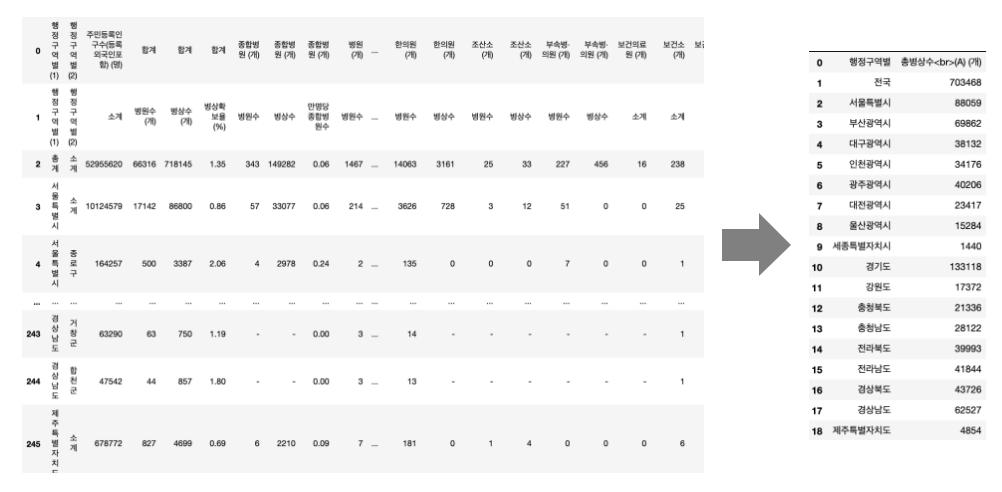 0 행정구역별(1) 행정구역별(2) 주민등록인구수(등록외국인포함) (명) 합계 합계 합계 종합병원 (개) 종합병원 (개) 종합병원 (개) 병원 (개) ... 한의원 (개) 한의원 (개) 조산소 (개) 조산소 (개) 부속병·의원 (개) 부속병·의원 (개) 보건의료원 (개) 보건소 (개)
1 행정구역별(1) 행정구역별(2) 소계 병원수 (개) 병상수 (개) 병상확보율 (%) 병원수 병상수 만명당종합병원수 병원수 ... 병원수 병상수 병원수 병상수 병원수 병상수 소계 소계
2 총계 소계 52955620 66316 718145 1.35 343 149282 0.06 1467 ... 14063 3161 25 33 227 456 16 238
3 서울특별시 소계 10124579 17142 86800 0.86 57 33077 0.06 214 ... 3626 728 3 12 51 0 0 25
4 서울특별시 종로구 164257 500 3387 2.06 4 2978 0.24 2 ... 135 0 0 0 7 0 0 1
... ... ... ... ... ... ... ... ... ... ... ... ... ... ... ... ... ... ... ...
243 경상남도 거창군 63290 63 750 1.19 - - 0.00 3 ... 14 - - - - - - 1
244 경상남도 합천군 47542 44 857 1.80 - - 0.00 3 ... 13 - - - - - - 1
245 제주특별자치도 소계 678772 827 4699 0.69 6 2210 0.09 7 ... 181 0 1 4 0 0 0 6
0 행정구역별 총병상수<br>(A) (개)
1 전국 703468
2 서울특별시 88059
3 부산광역시 69862
4 대구광역시 38132
5 인천광역시 34176
6 광주광역시 40206
7 대전광역시 23417
8 울산광역시 15284
9 세종특별자치시 1440
10 경기도 133118
11 강원도 17372
12 충청북도 21336
13 충청남도 28122
14 전라북도 39993
15 전라남도 41844
16 경상북도 43726
17 경상남도 62527
18 제주특별자치도 4854